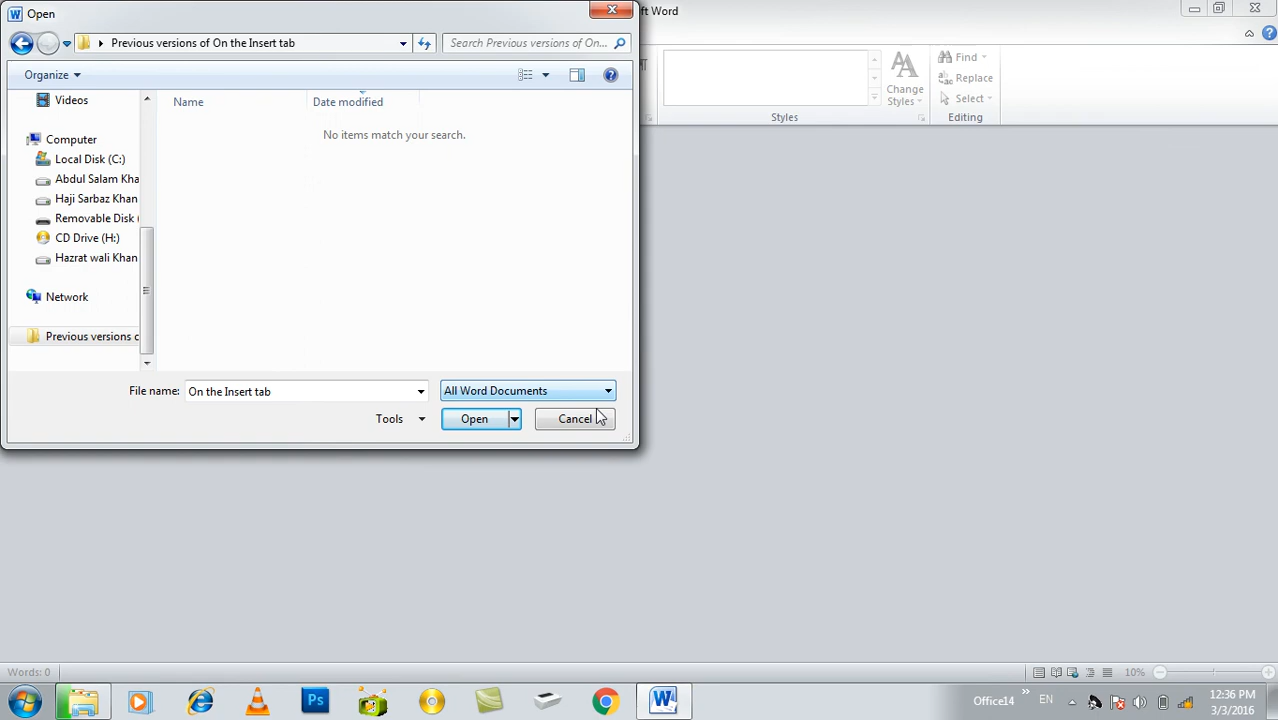 Open
ft Word
Previous versions of On the Insert tab
Search Previous versions of On...
Organize
Find
Replace
Select
Change
Styles
Styles
Editing
Name
Date modified
No items match your search.
Videos
Computer
Local Disk (C:)
Abdul Salam Kha
Haji Sarbaz Khan
Removable Disk (
CD Drive (H:)
Hazrat wali Khan
Network
Previous versions c
File name:
On the Insert tab
All Word Documents
Tools
Open
Cancel
Words: 0
10%
Ps
Office14
EN
12:36 PM
3/3/2016